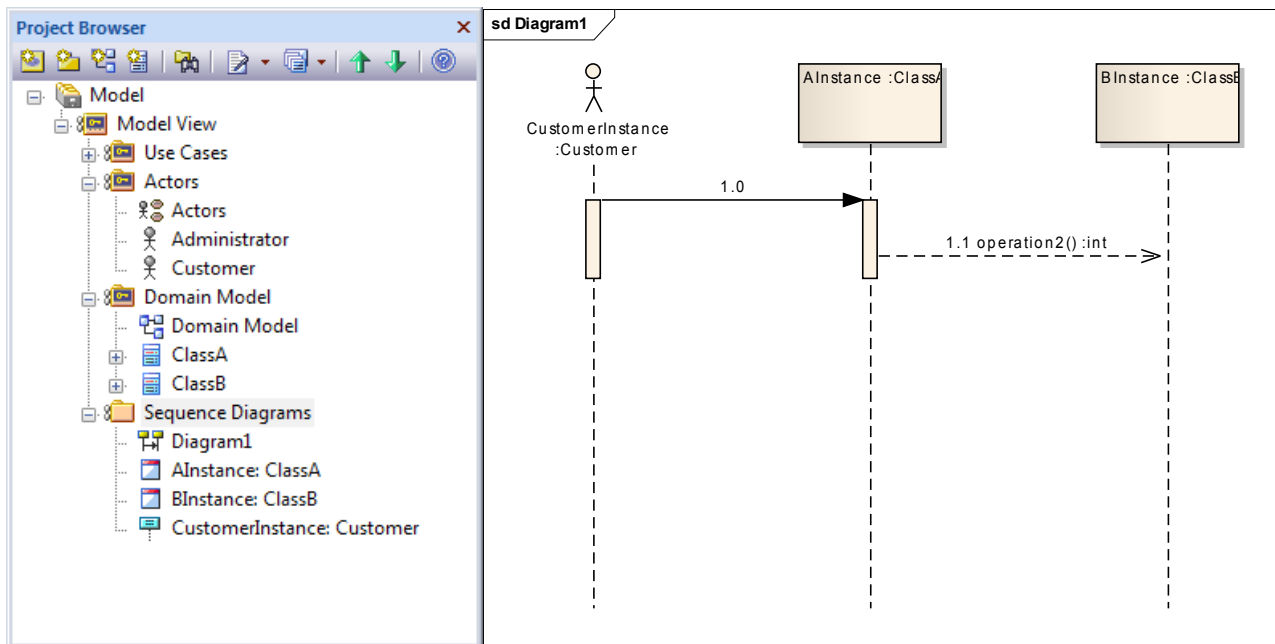 Project Browser
Model
Model View
Use Cases
Actors
Actors
Administrator
Customer
Domain Model
Domain Model
ClassA
ClassB
Sequence Diagrams
Diagram1
AInstance: ClassA
BInstance: ClassB
CustomerInstance: Customer
sd Diagram1
CustomerInstance
:Customer
AInstance :ClassA
BInstance :ClassB
1.0
1.1 operation2() :int